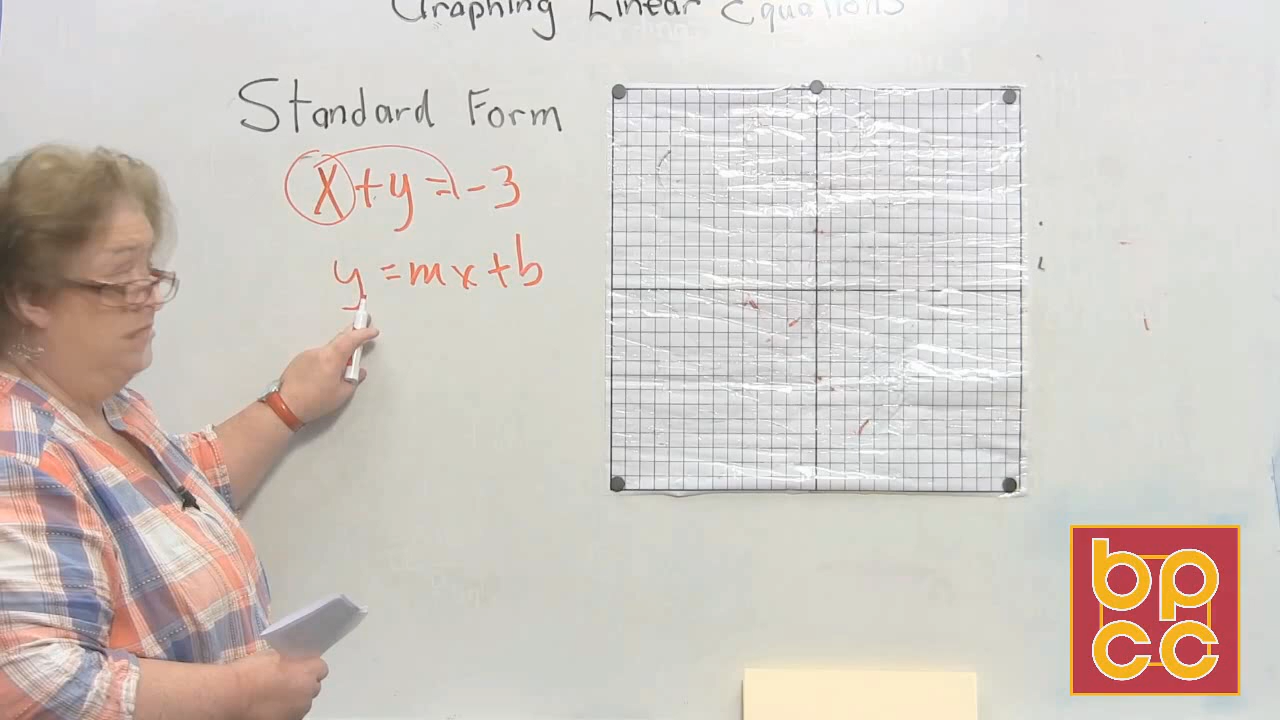 Graphing Linear Equations
Standard Form
x+y=-3
y=mx+b
bp
cc